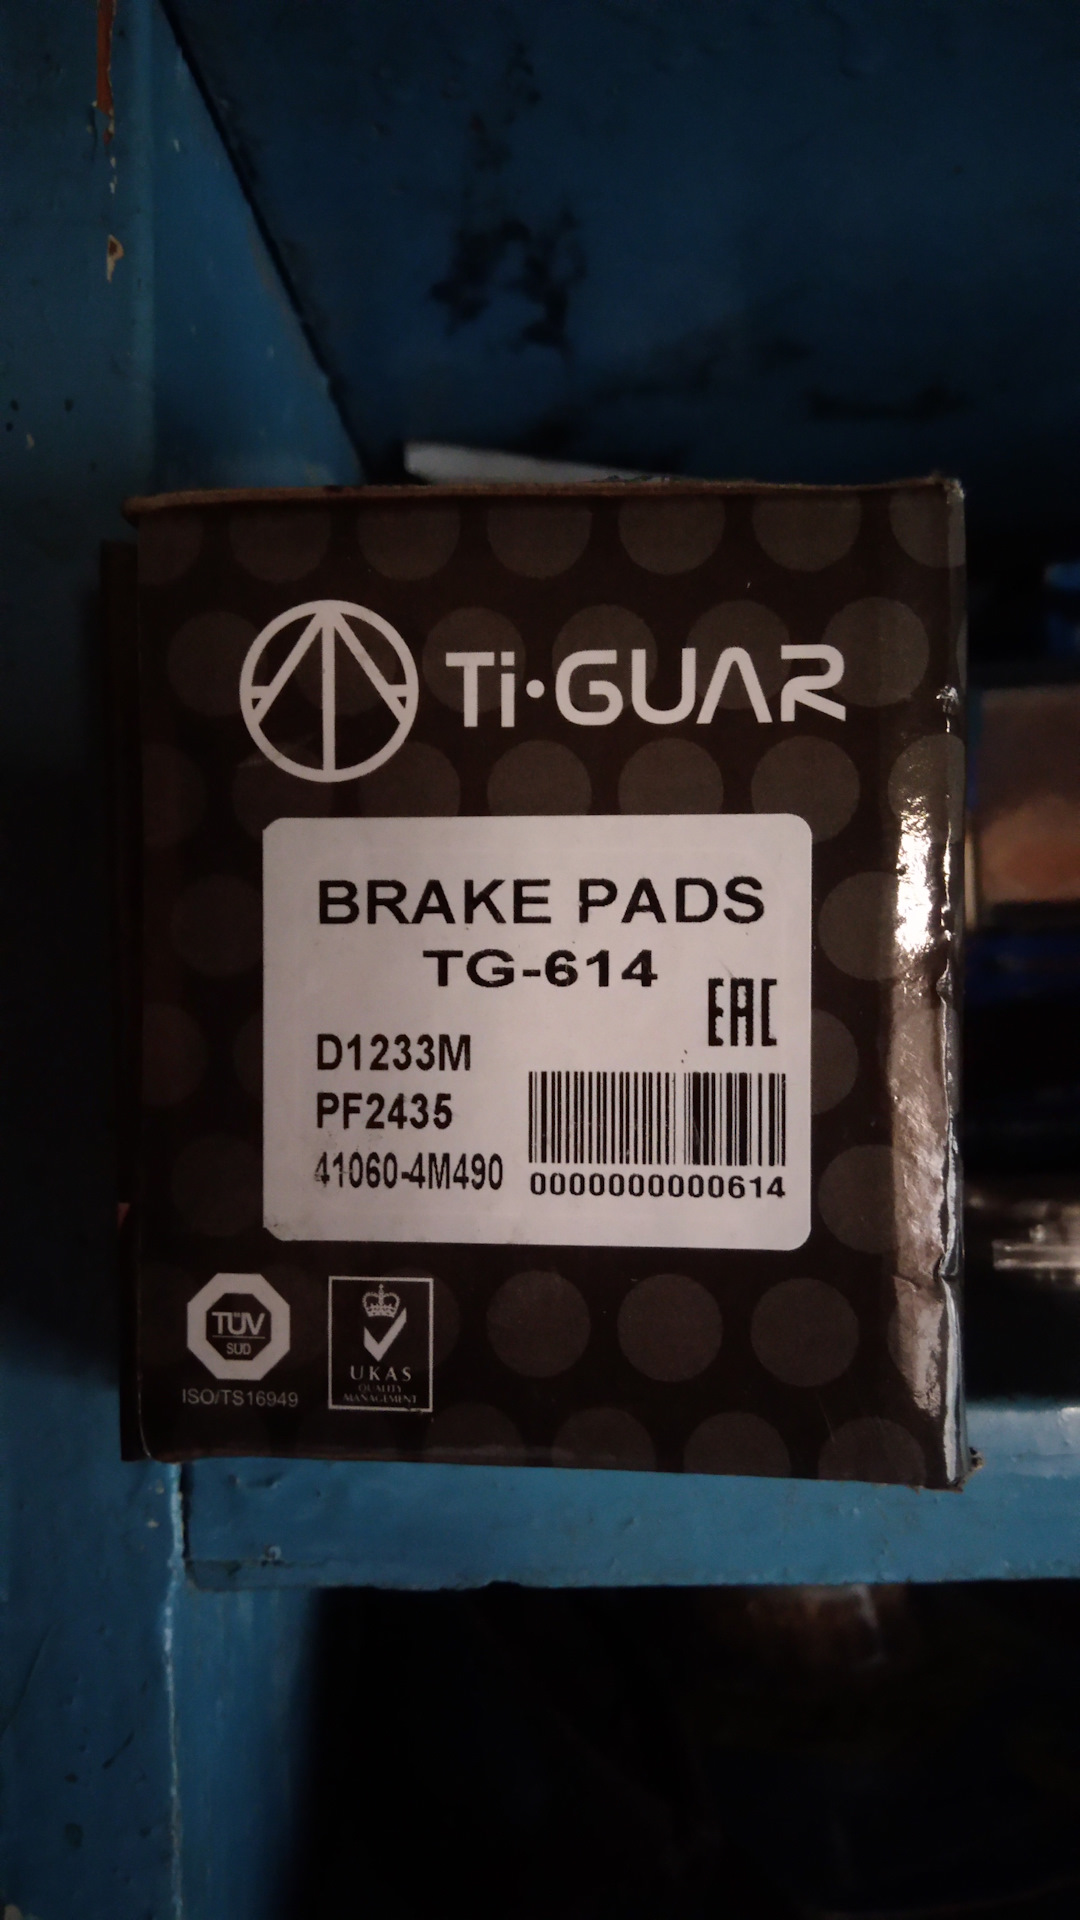 Ti·GUAR
BRAKE PADS
TG-614
EAC
D1233M
PF2435
41060-4M490
0000000000614
TÜV
SÜD
ISO/TS16949
UKAS
QUALITY
MANAGEMENT